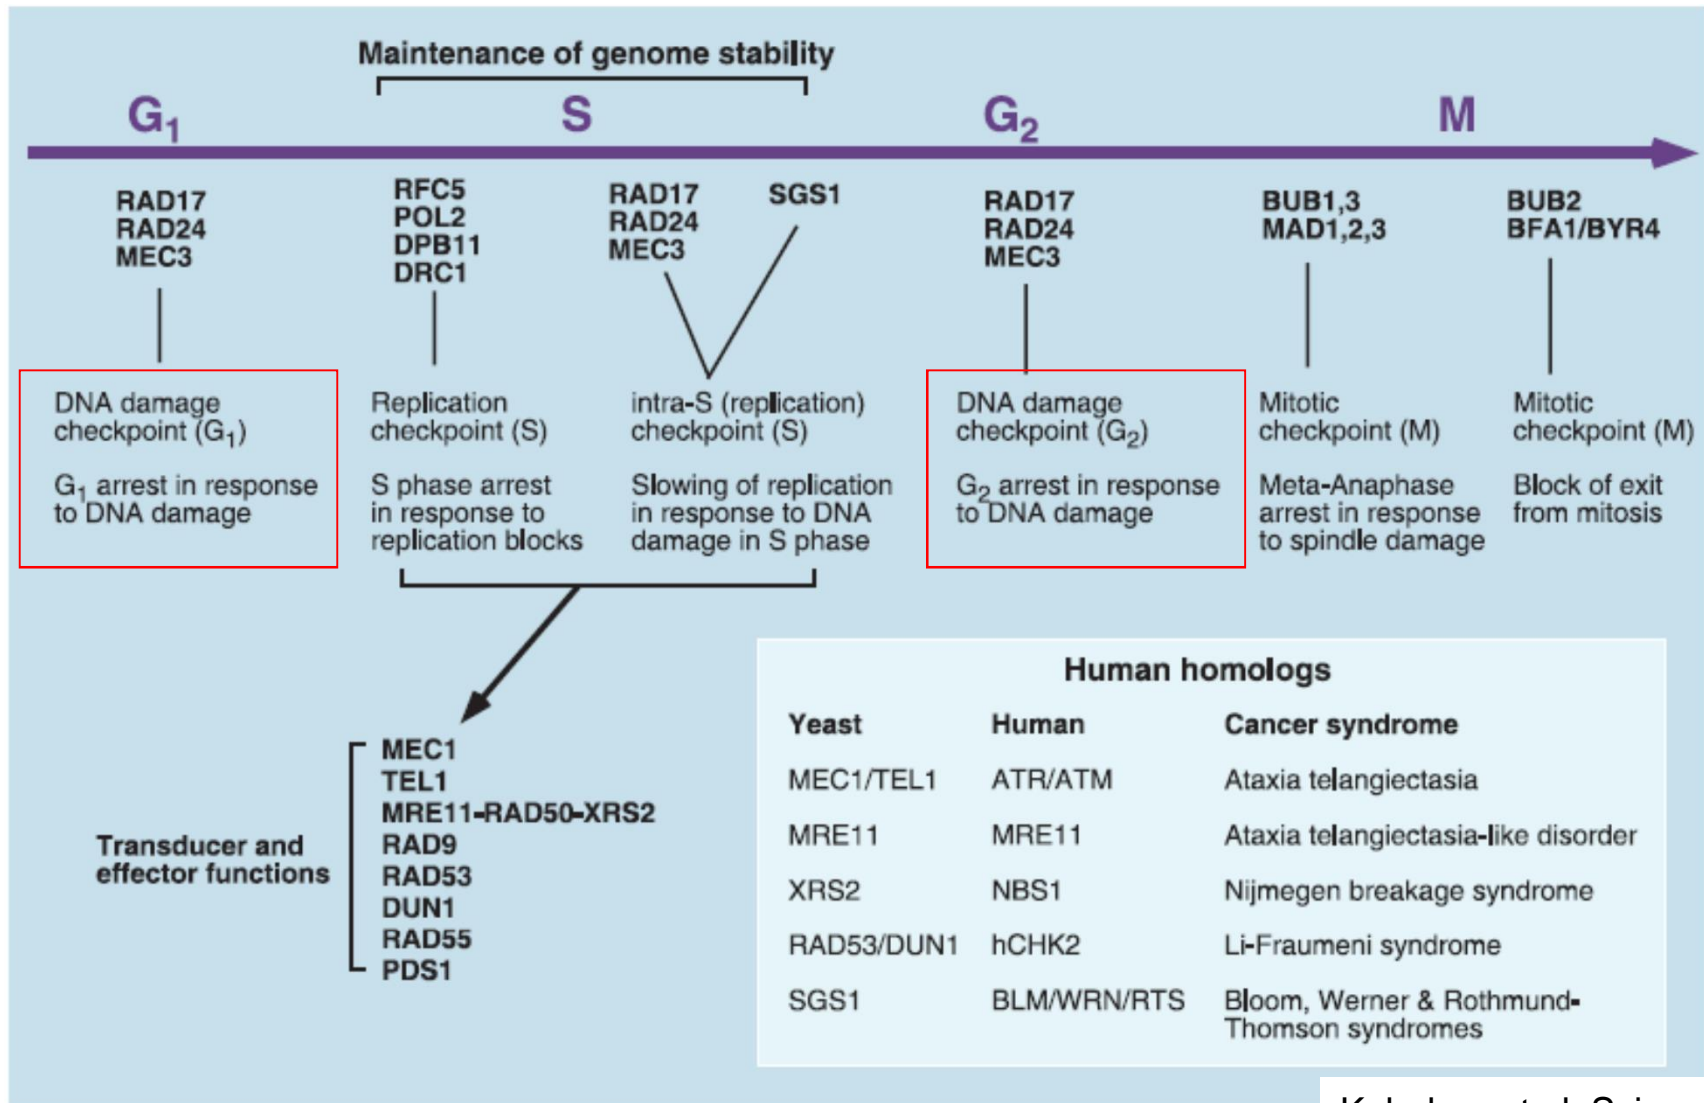 Maintenance of genome stability
G1
S
G2
M
RAD17
RAD24
MEC3
RFC5
POL2
DPB11
DRC1
RAD17
RAD24
MEC3
SGS1
RAD17
RAD24
MEC3
BUB1,3
MAD1,2,3
BUB2
BFA1/BYR4
DNA damage
checkpoint (G1)
G1 arrest in response
to DNA damage
Replication
checkpoint (S)
S phase arrest
in response to
replication blocks
intra-S (replication)
checkpoint (S)
Slowing of replication
in response to DNA
damage in S phase
DNA damage
checkpoint (G2)
G2 arrest in response
to DNA damage
Mitotic
checkpoint (M)
Meta-Anaphase
arrest in response
to spindle damage
Mitotic
checkpoint (M)
Block of exit
from mitosis
Transducer and
effector functions
MEC1
TEL1
MRE11-RAD50-XRS2
RAD9
RAD53
DUN1
RAD55
PDS1
Human homologs
Yeast Human Cancer syndrome
MEC1/TEL1 ATR/ATM Ataxia telangiectasia
MRE11 MRE11 Ataxia telangiectasia-like disorder
XRS2 NBS1 Nijmegen breakage syndrome
RAD53/DUN1 hCHK2 Li-Fraumeni syndrome
SGS1 BLM/WRN/RTS Bloom, Werner & Rothmund-
Thomson syndromes